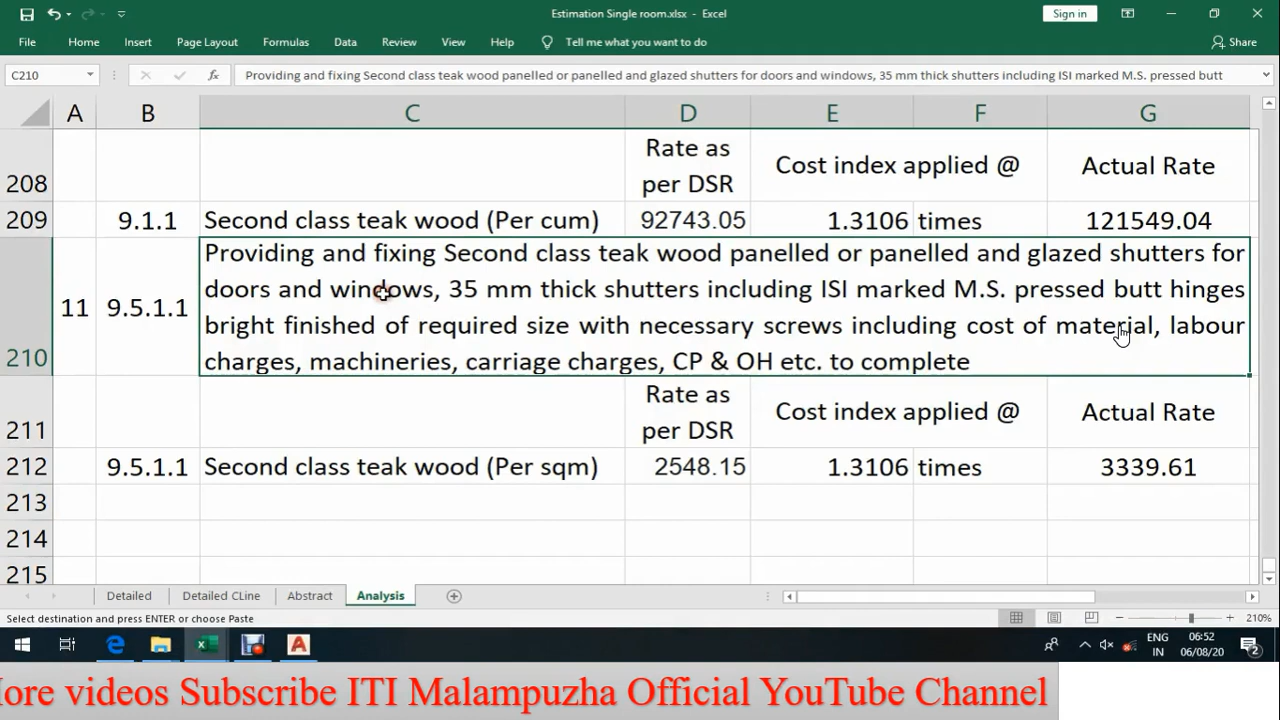 Estimation Single room.xlsx - Excel
Sign in
File Home Insert Page Layout Formulas Data Review View Help Tell me what you want to do Share
C210 fx Providing and fixing Second class teak wood panelled or panelled and glazed shutters for doors and windows, 35 mm thick shutters including ISI marked M.S. pressed butt
A B C D E F G
Rate as
per DSR
Cost index applied @
Actual Rate
208
209 9.1.1 Second class teak wood (Per cum) 92743.05 1.3106 times 121549.04
Providing and fixing Second class teak wood panelled or panelled and glazed shutters for
doors and windows, 35 mm thick shutters including ISI marked M.S. pressed butt hinges
11 9.5.1.1
bright finished of required size with necessary screws including cost of material, labour
210 charges, machineries, carriage charges, CP & OH etc. to complete
Rate as
per DSR
Cost index applied @
Actual Rate
211
212 9.5.1.1 Second class teak wood (Per sqm) 2548.15 1.3106 times 3339.61
213
214
215
Detailed Detailed CLine Abstract Analysis
Select destination and press ENTER or choose Paste 210%
ENG 06:52
IN 06/08/20 2
More videos Subscribe ITI Malampuzha Official YouTube Channel